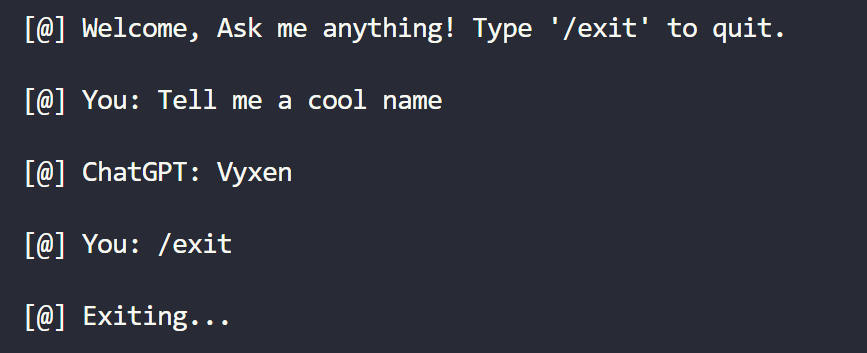 [@] Welcome, Ask me anything! Type '/exit' to quit.
[@] You: Tell me a cool name
[@] ChatGPT: Vyxen
[@] You: /exit
[@] Exiting...